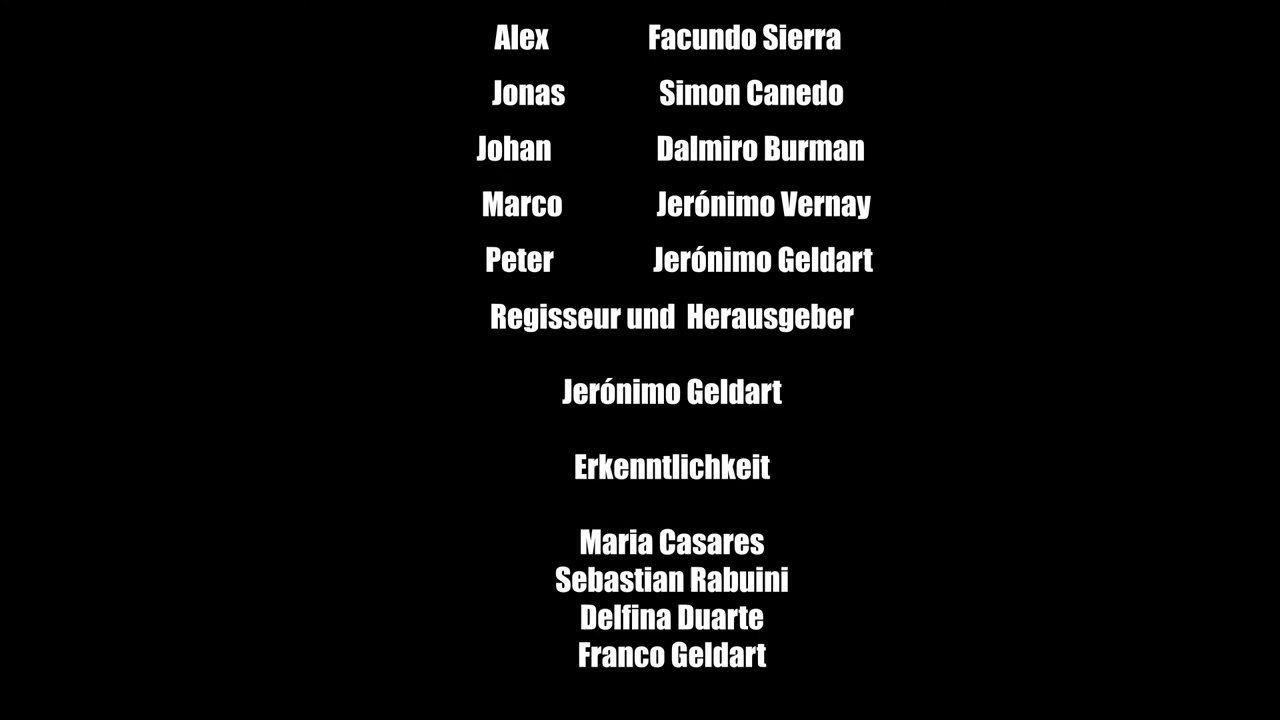 Alex Facundo Sierra
Jonas Simon Canedo
Johan Dalmiro Burman
Marco Jerónimo Vernay
Peter Jerónimo Geldart
Regisseur und Herausgeber
Jerónimo Geldart
Erkenntlichkeit
Maria Casares
Sebastian Rabuini
Delfina Duarte
Franco Geldart